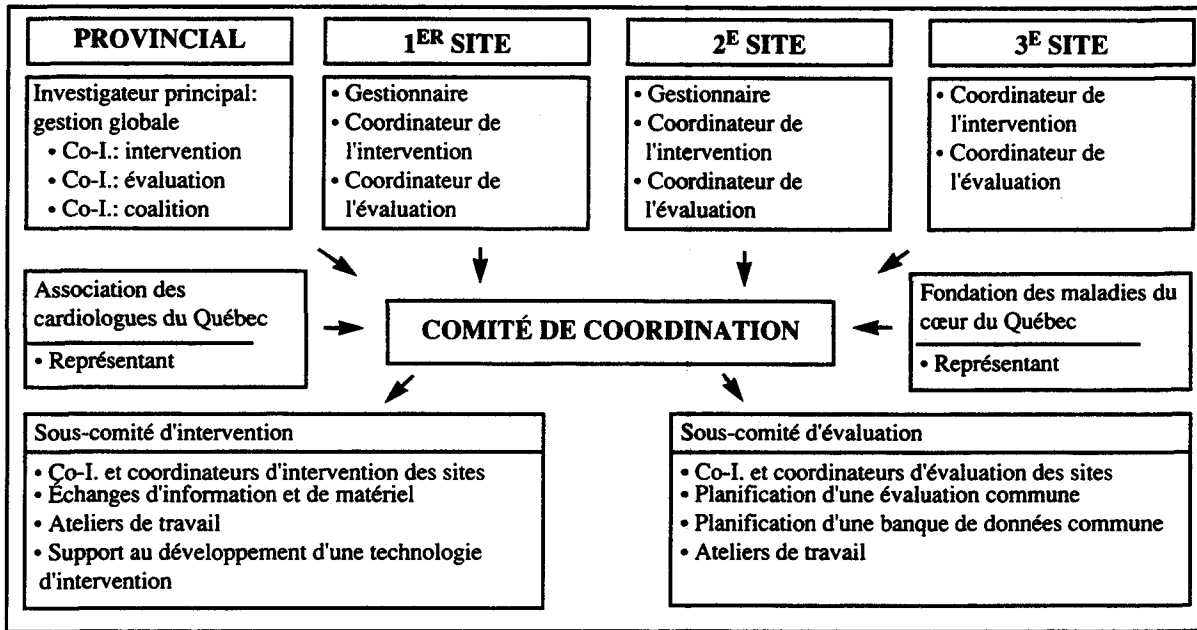 PROVINCIAL
Investigateur principal:
gestion globale
• Co-I.: intervention
• Co-I.: évaluation
• Co-I.: coalition
1ER SITE
• Gestionnaire
• Coordinateur de
l'intervention
• Coordinateur de
l'évaluation
2E SITE
• Gestionnaire
• Coordinateur de
l'intervention
• Coordinateur de
l'évaluation
3E SITE
• Coordinateur de
l'intervention
• Coordinateur de
l'évaluation
Association des
cardiologues du Québec
• Représentant
COMITÉ DE COORDINATION
Fondation des maladies du
cœur du Québec
• Représentant
Sous-comité d'intervention
• Co-I. et coordinateurs d'intervention des sites
• Échanges d'information et de matériel
• Ateliers de travail
• Support au développement d'une technologie
d'intervention
Sous-comité d'évaluation
• Co-I. et coordinateurs d'évaluation des sites
• Planification d'une évaluation commune
• Planification d'une banque de données commune
• Ateliers de travail